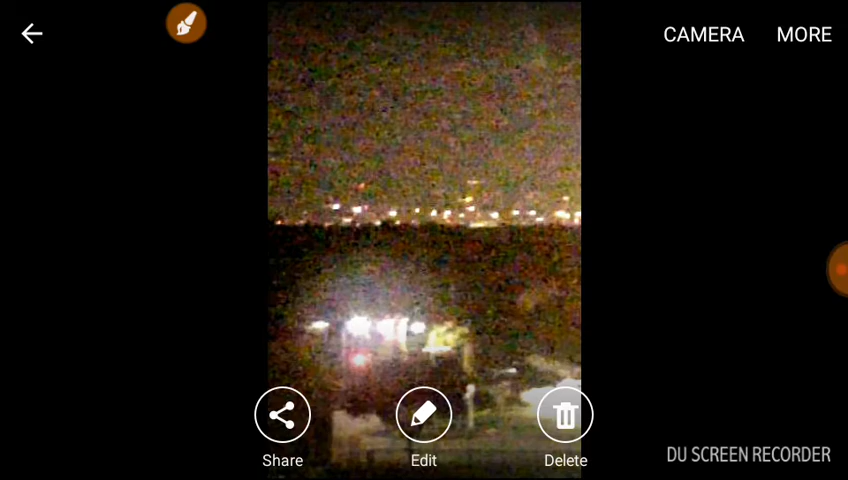 CAMERA MORE
Share Edit Delete
DU SCREEN RECORDER